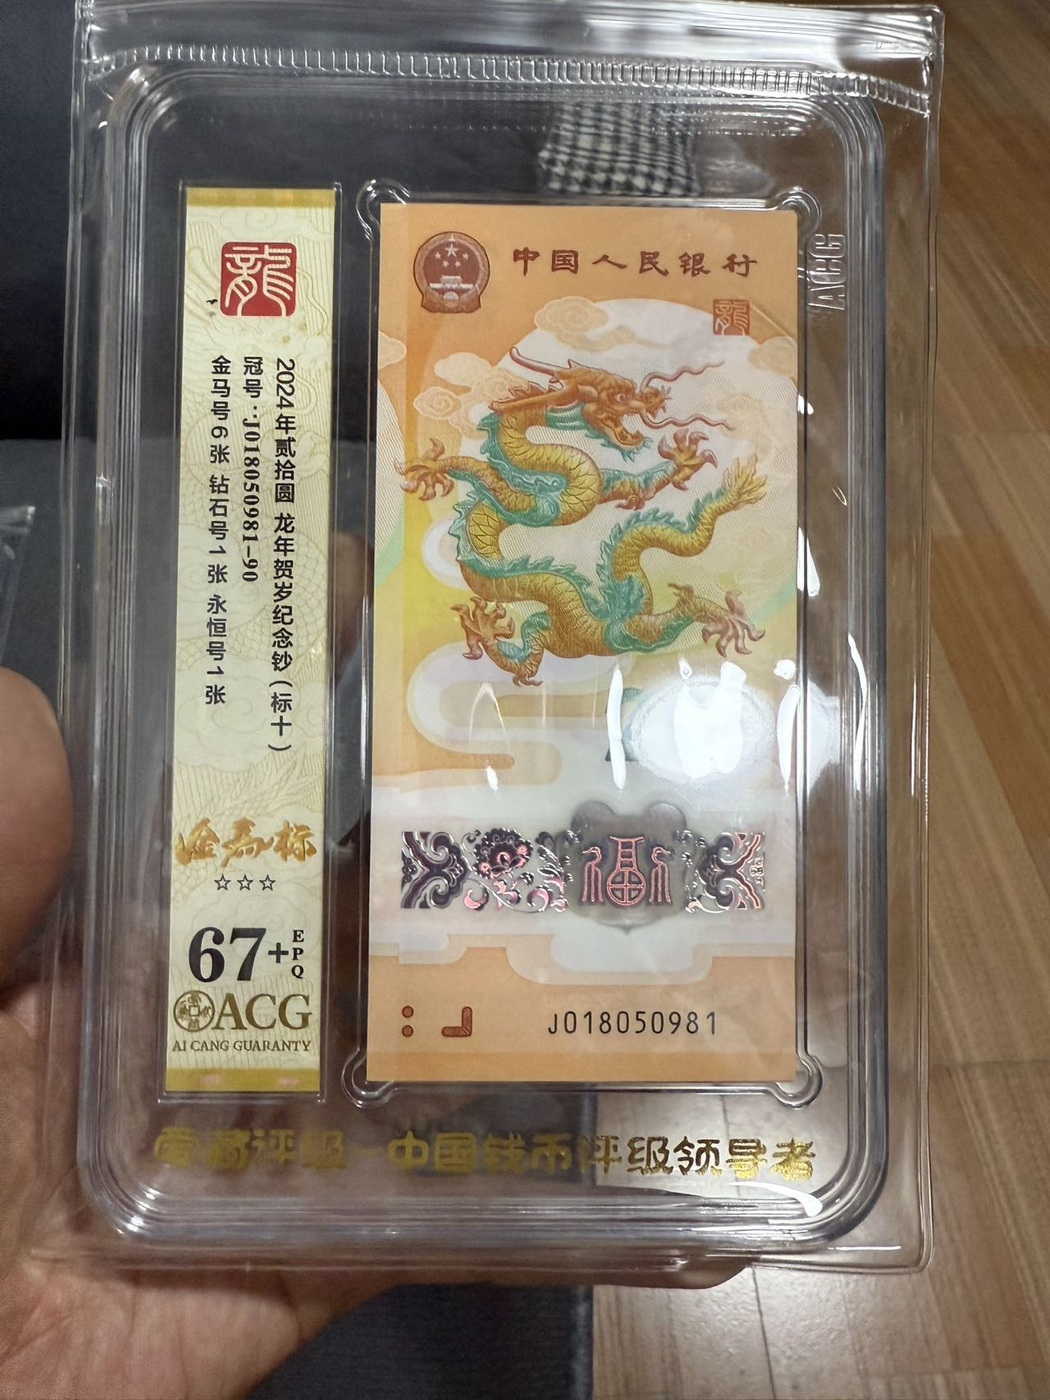 龍
2024年贰拾圆 龙年贺岁纪念钞(标十)
冠号:J018050981-90
金马号6张 钻石号1张 永恒号1张
金马标
☆☆☆
67+
EPQ
ACG
AI CANG GUARANTY
中国人民银行
龍
福
J018050981
ACG
爱藏评级-中国钱币评级领导者